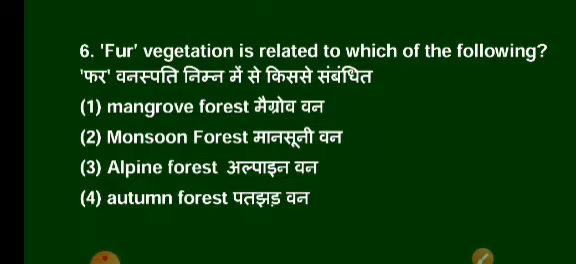 6. 'Fur' vegetation is related to which of the following?
'फर' वनस्पति निम्न में से किससे संबंधित
(1) mangrove forest मैंग्रोव वन
(2) Monsoon Forest मानसूनी वन
(3) Alpine forest अल्पाइन वन
(4) autumn forest पतझड़ वन